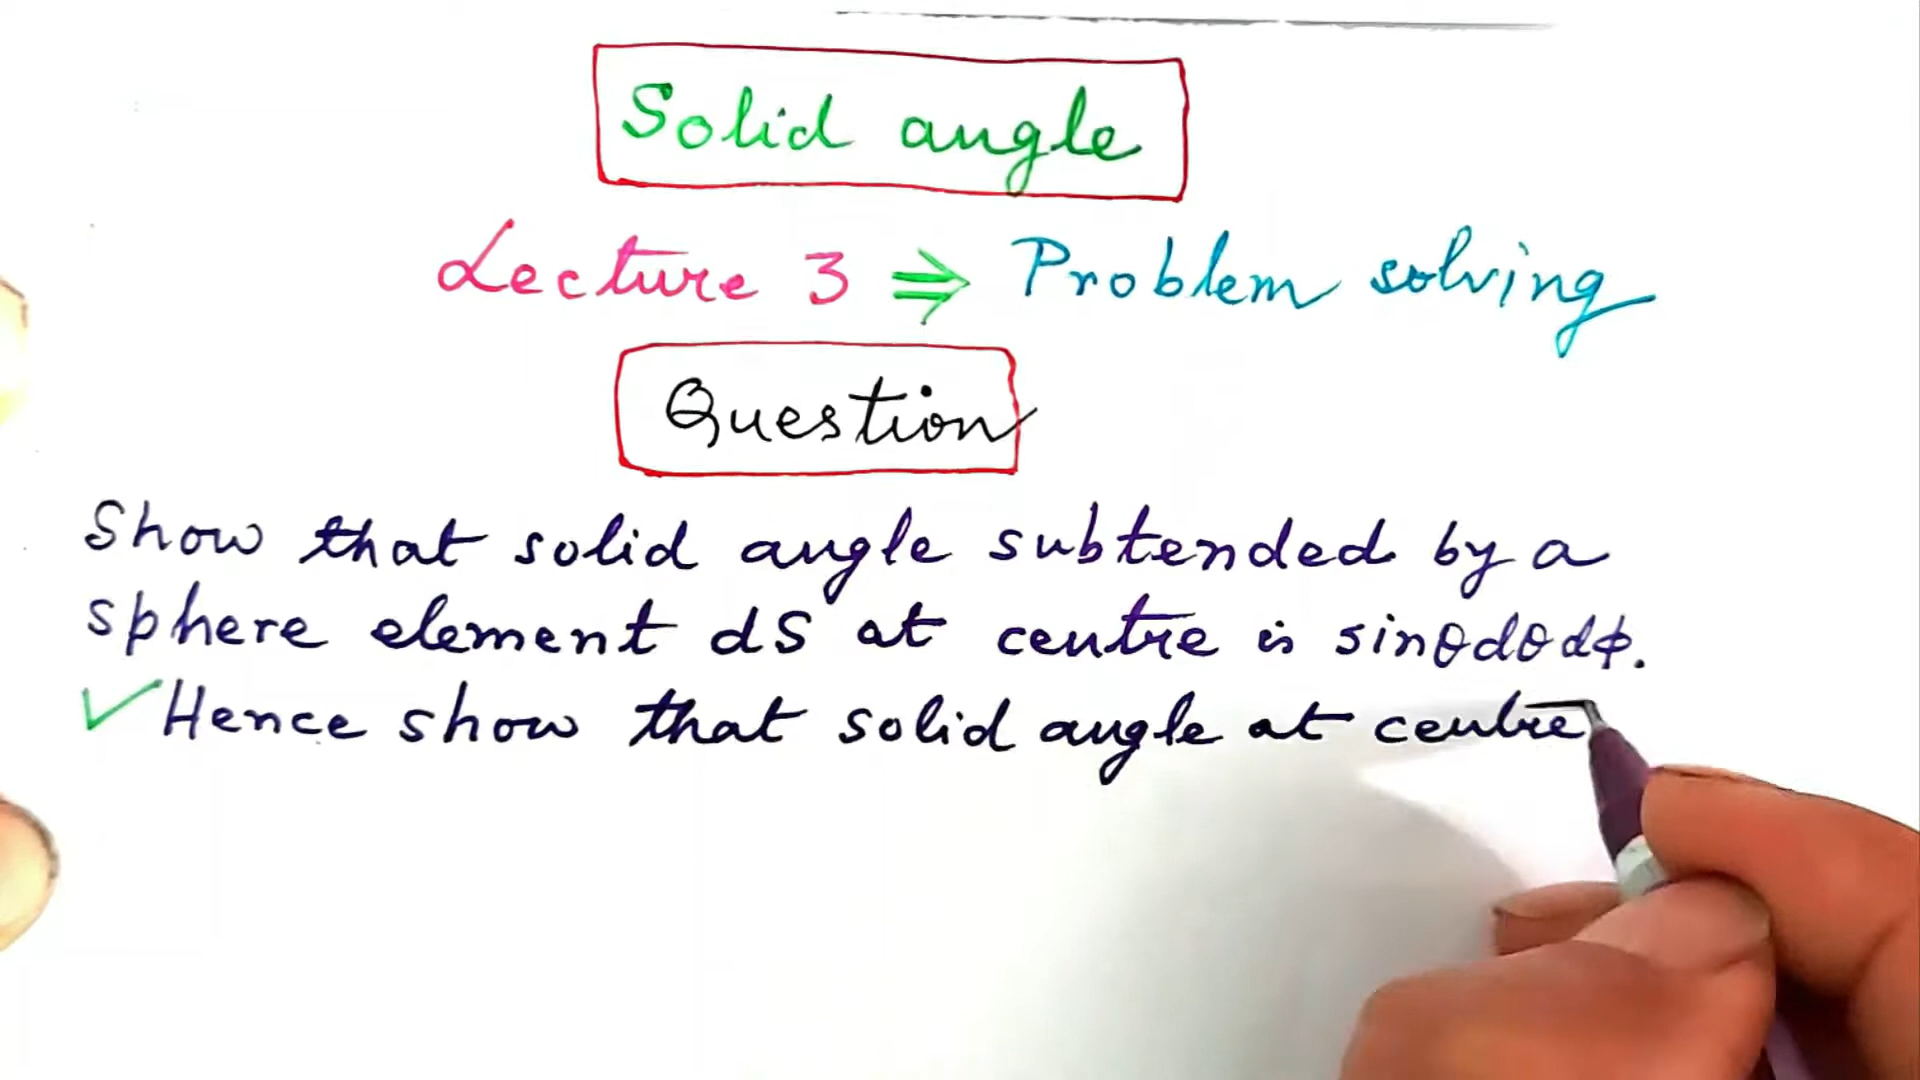 Solid angle
Lecture 3 ⇒ Problem solving
Question
Show that solid angle subtended by a
sphere element dS at centre is sinθdθdϕ.
✓Hence show that solid angle at centre